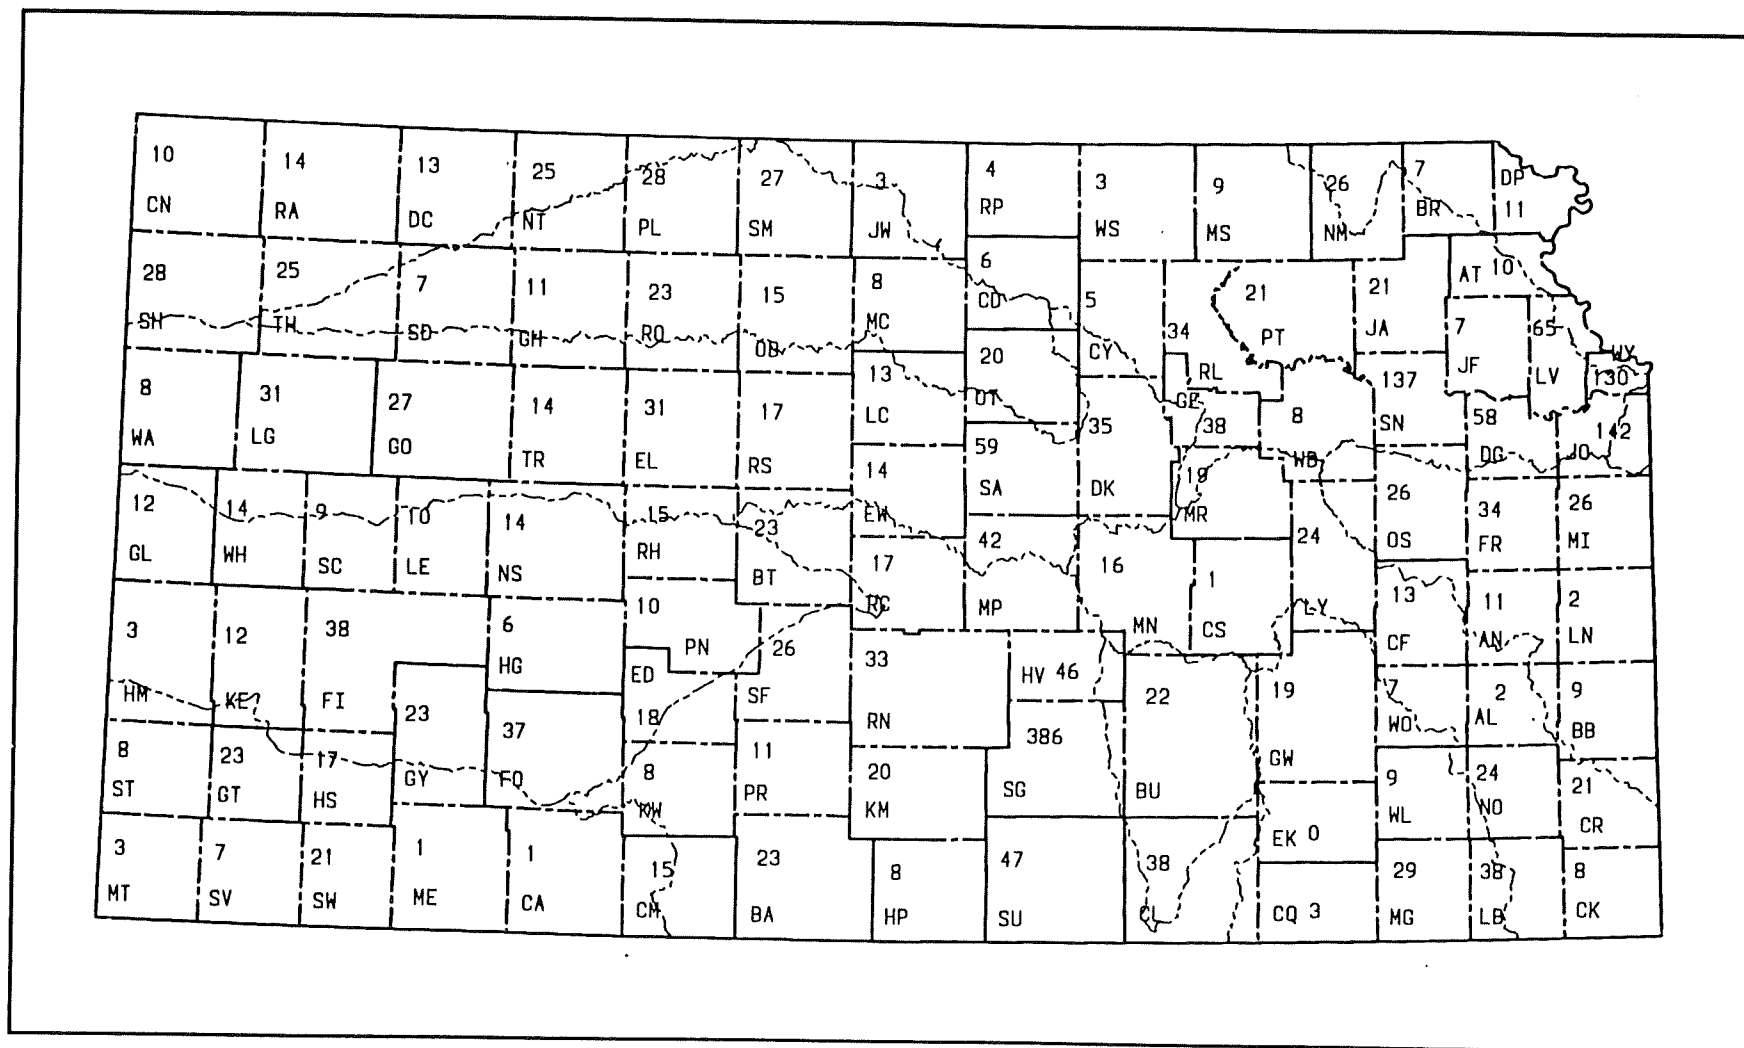 10 CN
14 RA
13 DC
25 NT
28 PL
27 SM
3 JW
4 RP
3 WS
9 MS
26 NM
7 BR
DP 11
28 SH
25 TH
7 SD
11 GH
23 RO
15 OB
8 MC
6 CD
5 CY
34 RL
21 PT
21 JA
AT 10
7 JF
65 LV
WY 130
8 WA
31 LG
27 GO
14 TR
31 EL
17 RS
13 LC
20 OT
35 DK
GE 38
8 WB
137 SN
58 DG
142 JO
12 GL
14 WH
9 SC
10 LE
14 NS
15 RH
23 BT
14 EW
59 SA
19 MR
24 LY
26 OS
34 FR
26 MI
3 HM
12 KE
38 FI
6 HG
10 PN
17 RC
42 MP
16 MN
1 CS
13 CF
11 AN
2 LN
23 GY
37 FO
ED 18
26 SF
33 RN
HV 46
22 BU
19 GW
7 WO
2 AL
9 BB
8 ST
23 GT
17 HS
8 KW
11 PR
20 KM
386 SG
EK 0
9 WL
24 NO
21 CR
3 MT
7 SV
21 SW
1 ME
1 CA
15 CM
23 BA
8 HP
47 SU
38 CL
CQ 3
29 MG
38 LB
8 CK